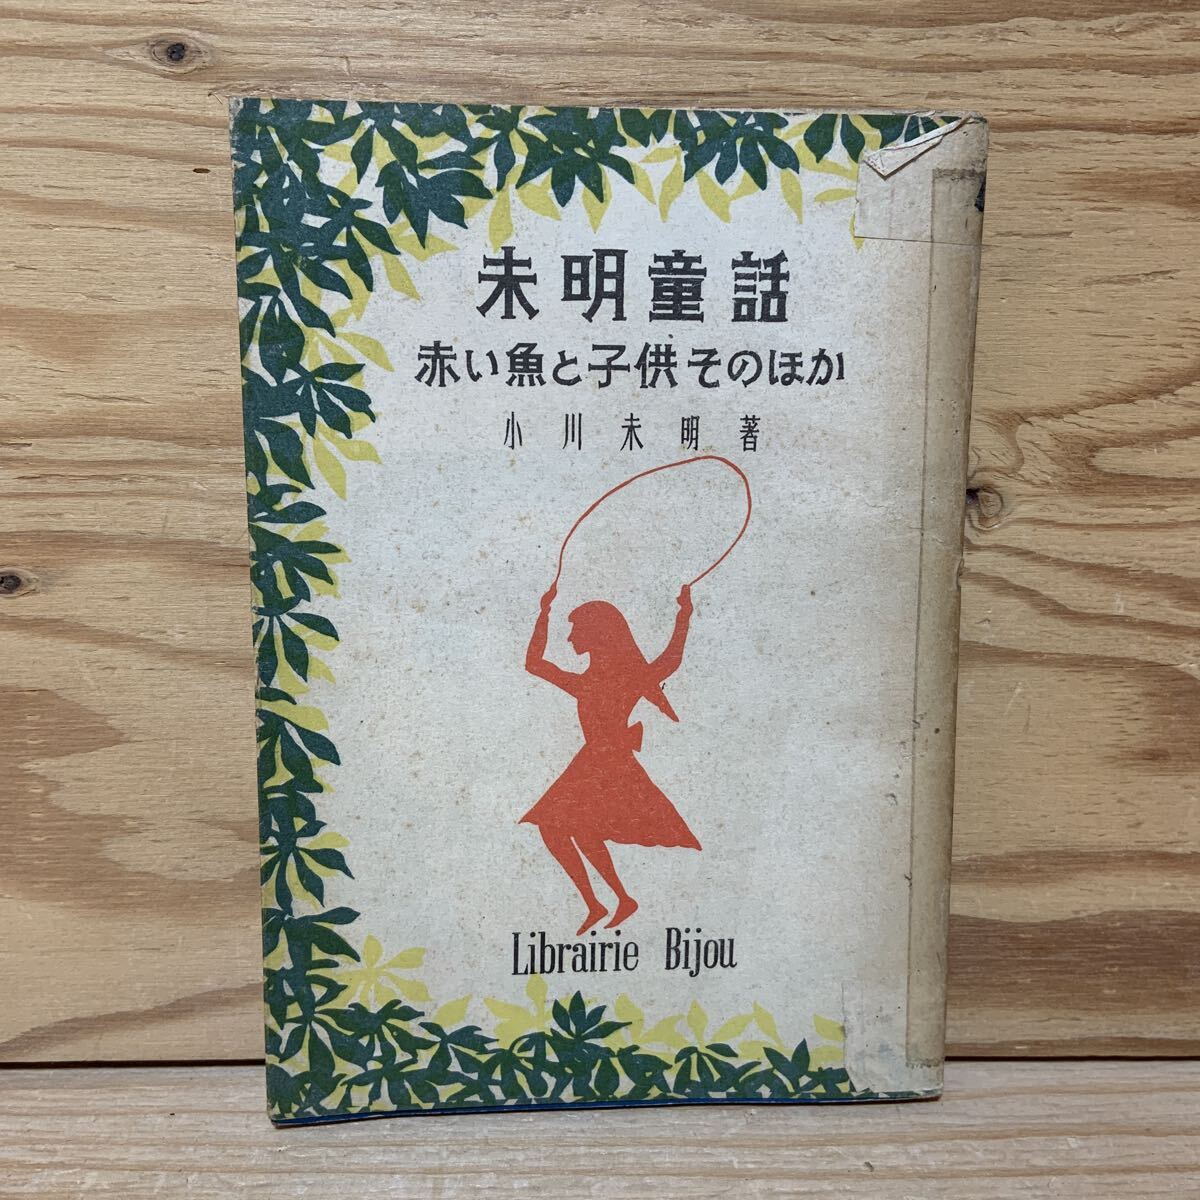 未明童話
赤い魚と子供そのほか
小川未明著
Librairie Bijou